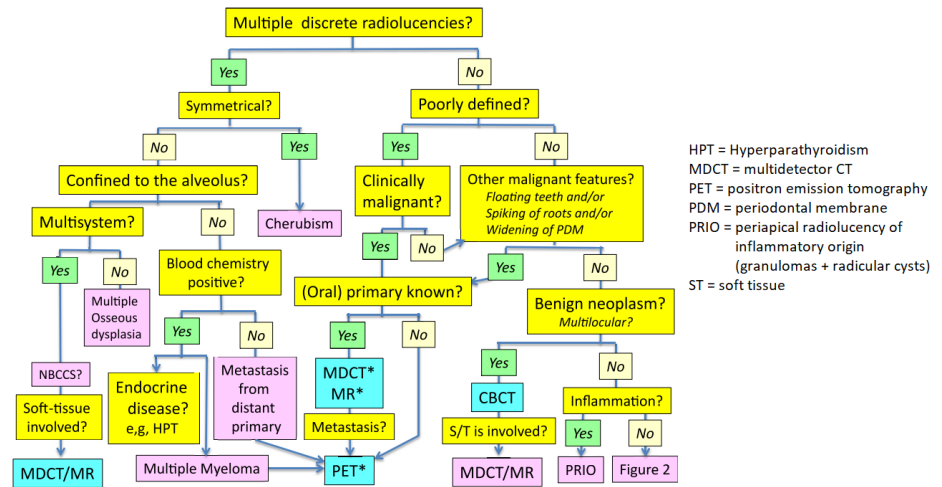 Multiple discrete radiolucencies?
Yes
No
Symmetrical?
Poorly defined?
No
Yes
Yes
No
Confined to the alveolus?
Cherubism
Clinically
malignant?
Other malignant features?
Floating teeth and/or
Spiking of roots and/or
Widening of PDM
Multisystem?
No
Yes
No
Yes
No
Yes
No
Blood chemistry
positive?
(Oral) primary known?
Benign neoplasm?
Multilocular?
Multiple
Osseous
dysplasia
Yes
No
Yes
No
Yes
No
NBCCS?
Endocrine
disease?
e,g, HPT
Metastasis
from
distant
primary
MDCT*
MR*
CBCT
Inflammation?
Soft-tissue
involved?
Metastasis?
S/T is involved?
Yes
No
MDCT/MR
Multiple Myeloma
PET*
MDCT/MR
PRIO
Figure 2
HPT = Hyperparathyroidism
MDCT = multidetector CT
PET = positron emission tomography
PDM = periodontal membrane
PRIO = periapical radiolucency of
inflammatory origin
(granulomas + radicular cysts)
ST = soft tissue